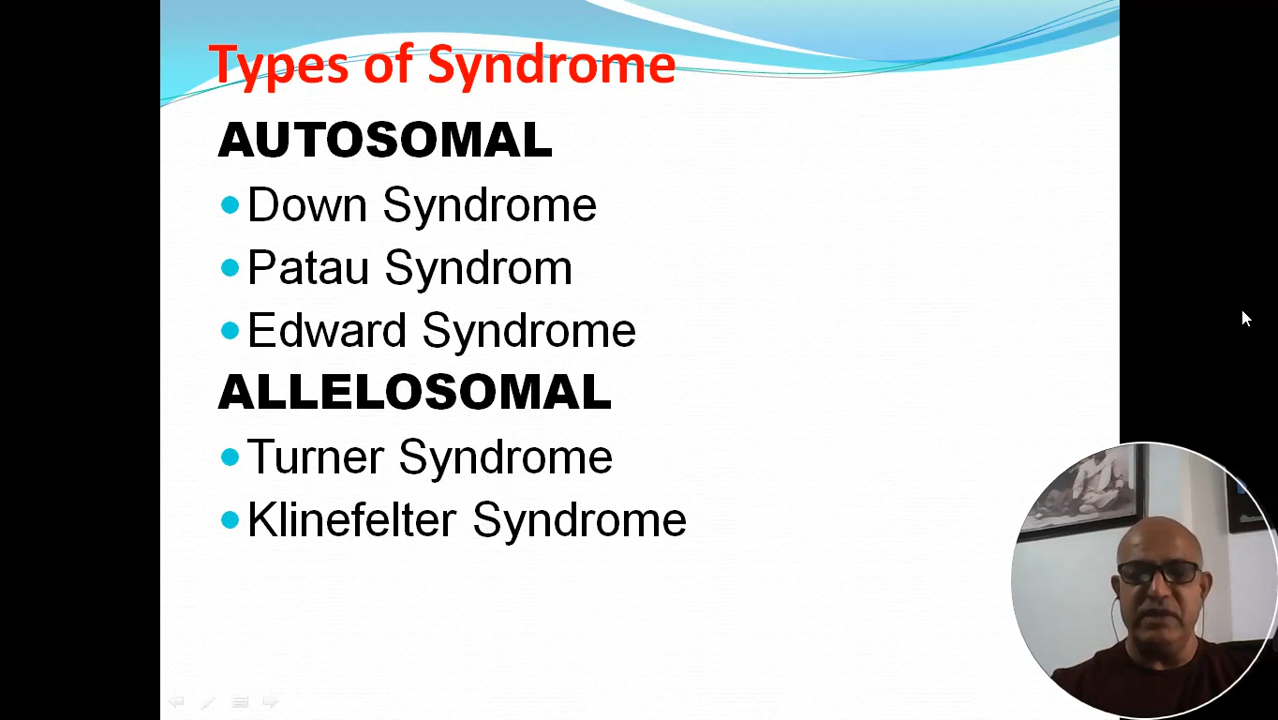 Types of Syndrome
AUTOSOMAL
Down Syndrome
Patau Syndrom
Edward Syndrome
ALLELOSOMAL
Turner Syndrome
Klinefelter Syndrome